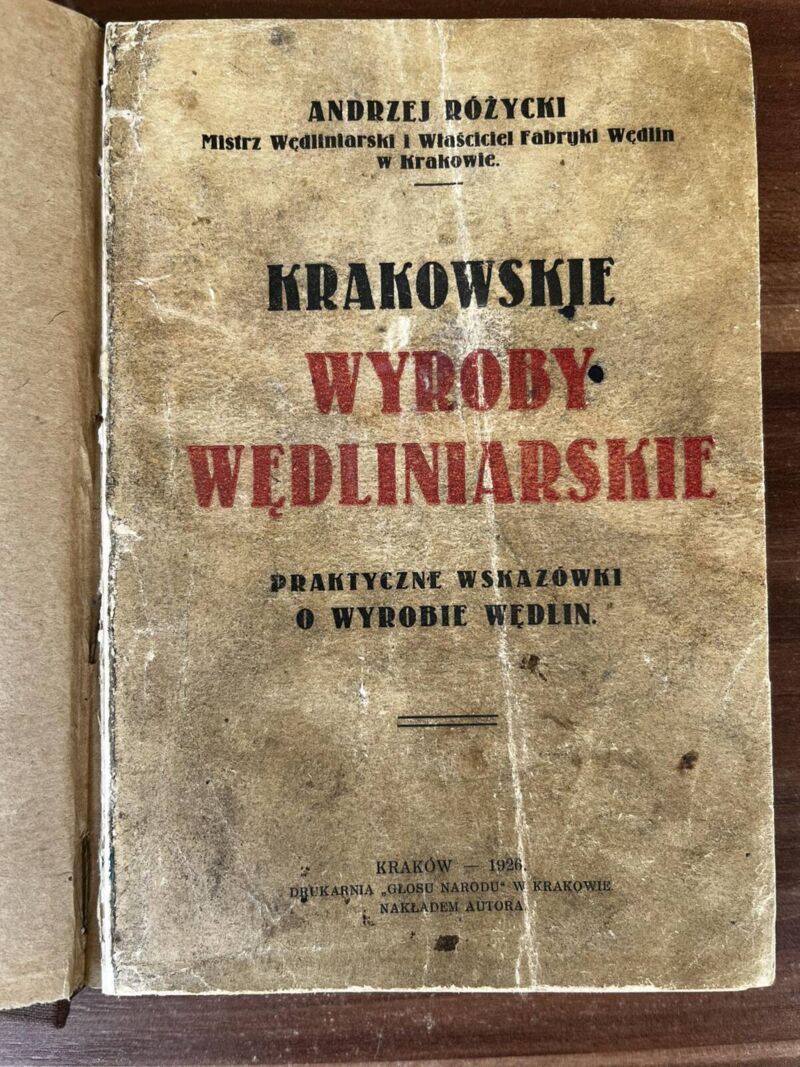 ANDRZEJ RÓŻYCKI
Mistrz Wędliniarski i Właściciel Fabryki Wędlin
w Krakowie.
KRAKOWSKIE
WYROBY
WĘDLINIARSKIE
PRAKTYCZNE WSKAZÓWKI
O WYROBIE WĘDLIN.
KRAKÓW — 1926.
DRUKARNIA „GŁOSU NARODU" W KRAKOWIE
NAKŁADEM AUTORA